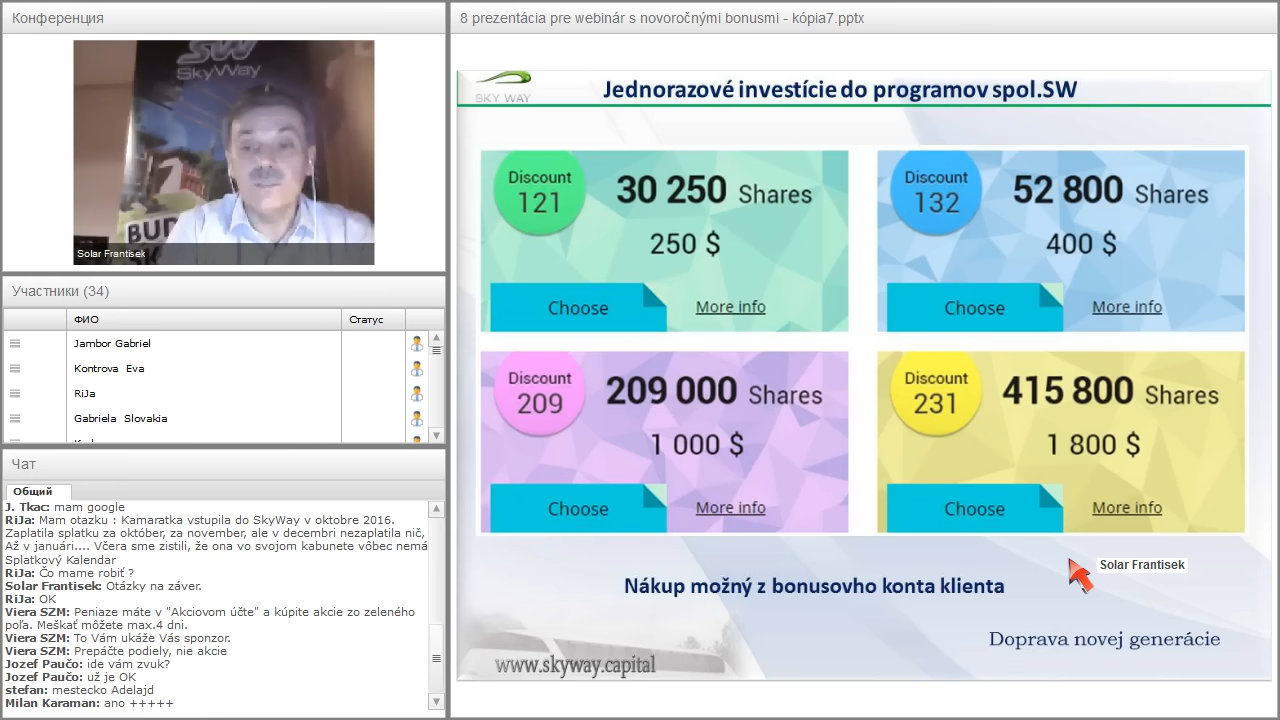 Конференция
SW
SkyWay
BUD
Solar Frantisek
Участники (34)
ФИО
Статус
Jambor Gabriel
Kontrova Eva
RiJa
Gabriela Slovakia
Чат
Общий
J. Tkac: mam google
RiJa: Mam otazku : Kamaratka vstupila do SkyWay v oktobre 2016.
Zaplatila splatku za október, za november, ale v decembri nezaplatila nič,
Až v januári.... Včera sme zistili, že ona vo svojom kabunete vôbec nemá
Splatkový Kalendar
RiJa: Čo mame robiť ?
Solar Frantisek: Otázky na záver.
RiJa: OK
Viera SZM: Peniaze máte v "Akciovom účte" a kúpite akcie zo zeleného
poľa. Meškať môžete max.4 dni.
Viera SZM: To Vám ukáže Vás sponzor.
Viera SZM: Prepáčte podiely, nie akcie
Jozef Paučo: ide vám zvuk?
Jozef Paučo: už je OK
stefan: mestecko Adelajd
Milan Karaman: ano +++++
8 prezentácia pre webinár s novoročnými bonusmi - kópia7.pptx
SKY WAY
Jednorazové investície do programov spol.SW
Discount
121
30 250 Shares
250 $
Choose
More info
Discount
132
52 800 Shares
400 $
Choose
More info
Discount
209
209 000 Shares
1 000 $
Choose
More info
Discount
231
415 800 Shares
1 800 $
Choose
More info
Solar Frantisek
Nákup možný z bonusovho konta klienta
Doprava novej generácie
www.skyway.capital